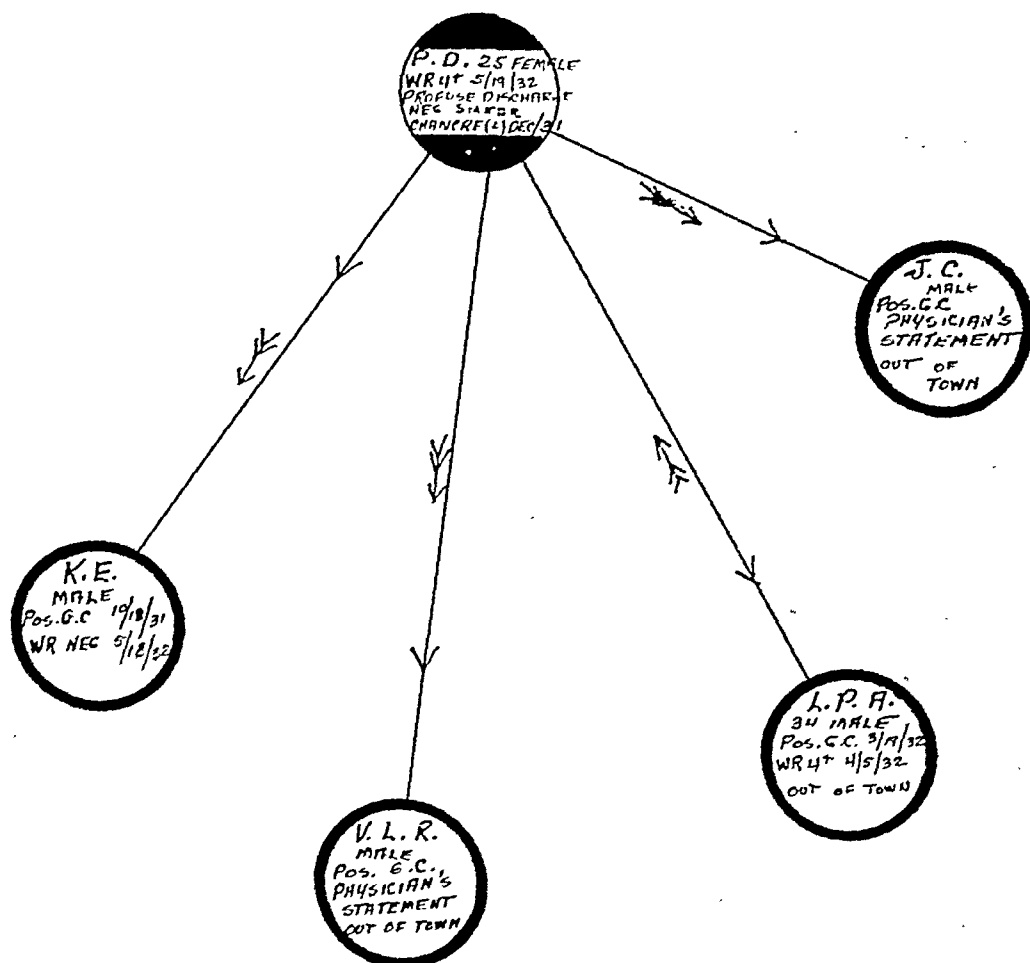 P. D. 25 FEMALE
WR 4+ 5/19/32
PROFUSE DISCHARGE
NEG SMEAR
CHANCRE (L) DEC/31
J. C.
MALE
POS. G.C
PHYSICIAN'S
STATEMENT
OUT OF
TOWN
K. E.
MALE
POS. G.C 10/18/31
WR NEG 5/12/32
L. P. A.
34 MALE
POS. G.C. 3/19/32
WR 4+ 4/5/32
OUT OF TOWN
V. L. R.
MALE
POS. G.C.,
PHYSICIAN'S
STATEMENT
OUT OF TOWN